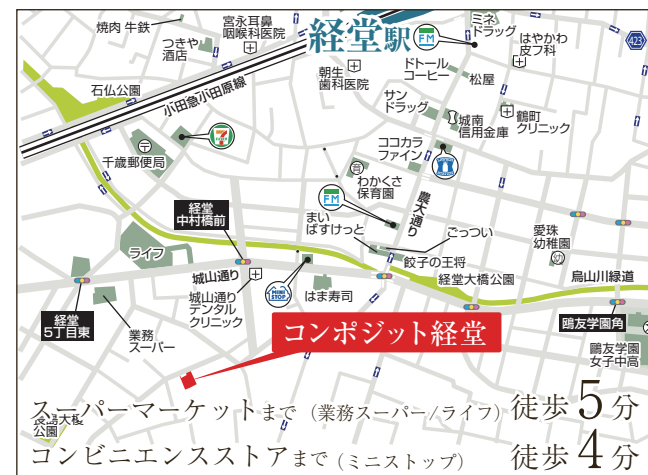 焼肉 牛鉄
宮永耳鼻
咽喉科医院
経堂駅
FM
ミネ
ドラッグ
はやかわ
皮フ科
423
つきや
酒店
朝生
歯科医院
ドトール
コーヒー
松屋
石仏公園
小田急小田原線
サン
ドラッグ
城南
信用金庫
鶴町
クリニック
千歳郵便局
ココカラ
ファイン
わかくさ
保育園
FM
農大通り
経堂
中村橋前
まい
ばすけっと
ごっつい
愛珠
幼稚園
ライフ
餃子の王将
城山通り
経堂大橋公園
烏山川緑道
城山通り
デンタル
クリニック
MINI
STOP
はま寿司
経堂
5丁目東
業務
スーパー
コンポジット経堂
鷗友学園角
鷗友学園
女子中高
公園
スーパーマーケットまで (業務スーパー/ライフ) 徒歩5分
コンビニエンスストアまで (ミニストップ) 徒歩4分